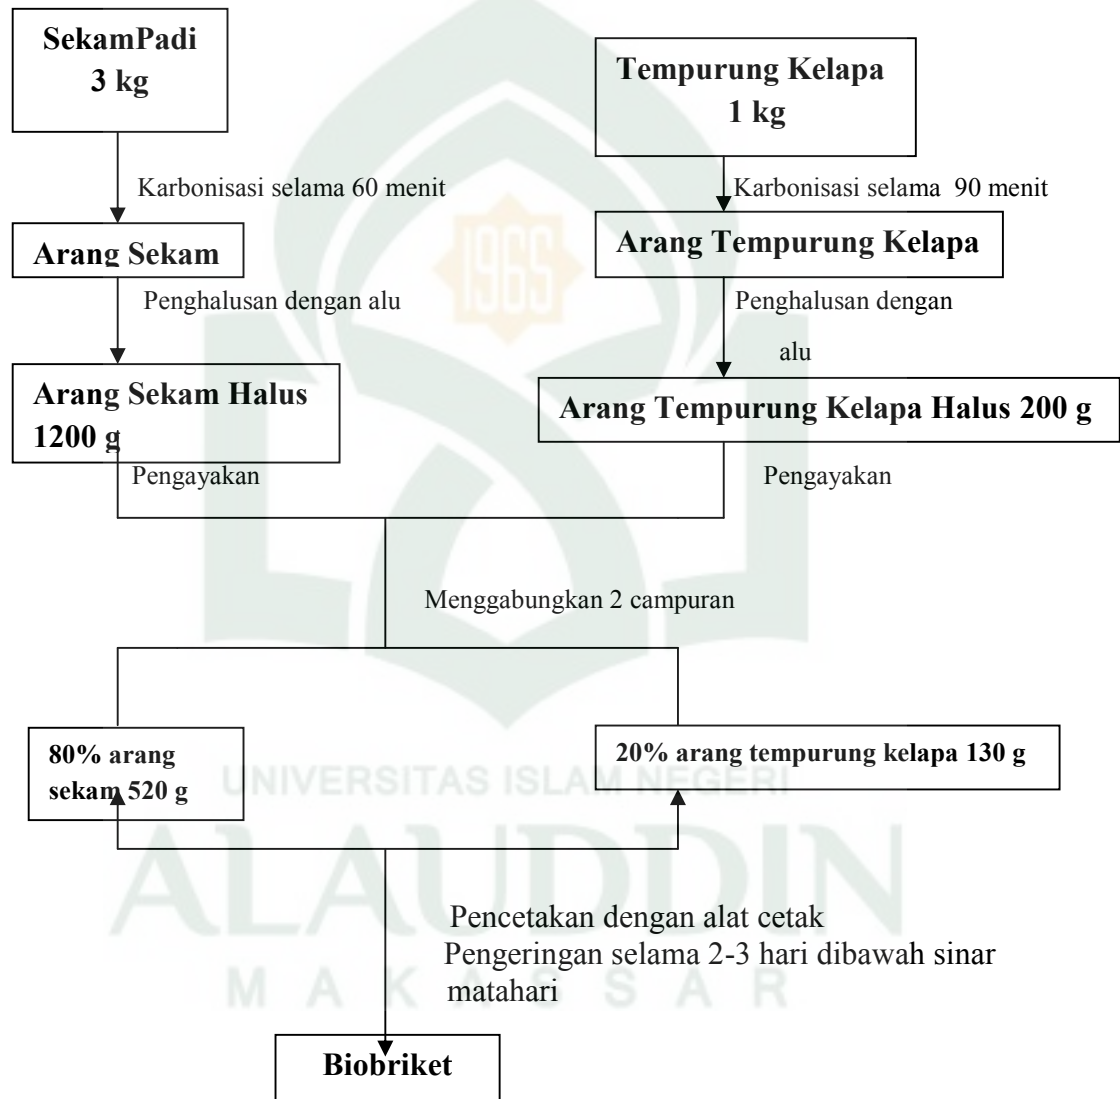 SekamPadi
3 kg
Tempurung Kelapa
1 kg
Karbonisasi selama 60 menit
Karbonisasi selama  90 menit
Arang Sekam
Arang Tempurung Kelapa
Penghalusan dengan alu
Penghalusan dengan
alu
Arang Sekam Halus
1200 g
Arang Tempurung Kelapa Halus 200 g
Pengayakan
Pengayakan
Menggabungkan 2 campuran
80% arang
sekam 520 g
20% arang tempurung kelapa 130 g
Pencetakan dengan alat cetak
Pengeringan selama 2-3 hari dibawah sinar
matahari
Biobriket
1965
UNIVERSITAS ISLAM NEGERI
ALAUDDIN
MAKASSAR